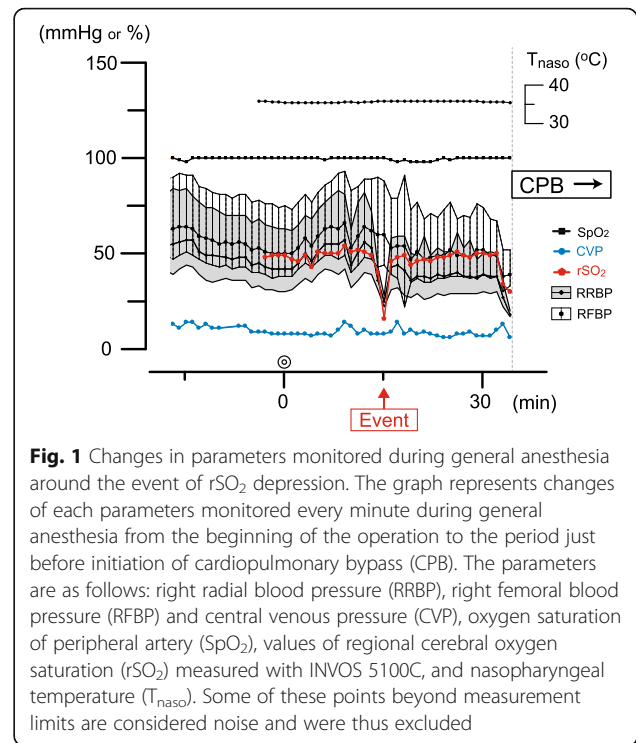 (mmHg or %)
150
100
50
0
Tnaso (°C)
40
30
CPB →
SpO2
CVP
rSO2
RRBP
RFBP
◎
0
30
(min)
Event
Fig. 1 Changes in parameters monitored during general anesthesia
around the event of rSO2 depression. The graph represents changes
of each parameters monitored every minute during general
anesthesia from the beginning of the operation to the period just
before initiation of cardiopulmonary bypass (CPB). The parameters
are as follows: right radial blood pressure (RRBP), right femoral blood
pressure (RFBP) and central venous pressure (CVP), oxygen saturation
of peripheral artery (SpO2), values of regional cerebral oxygen
saturation (rSO2) measured with INVOS 5100C, and nasopharyngeal
temperature (Tnaso). Some of these points beyond measurement
limits are considered noise and were thus excluded